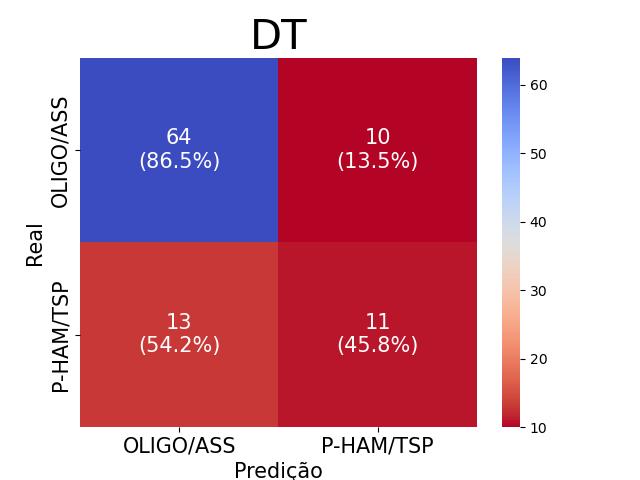 DT
OLIGO/ASS
P-HAM/TSP
Real
64
(86.5%)
10
(13.5%)
13
(54.2%)
11
(45.8%)
OLIGO/ASS
P-HAM/TSP
Predição
60
50
40
30
20
10